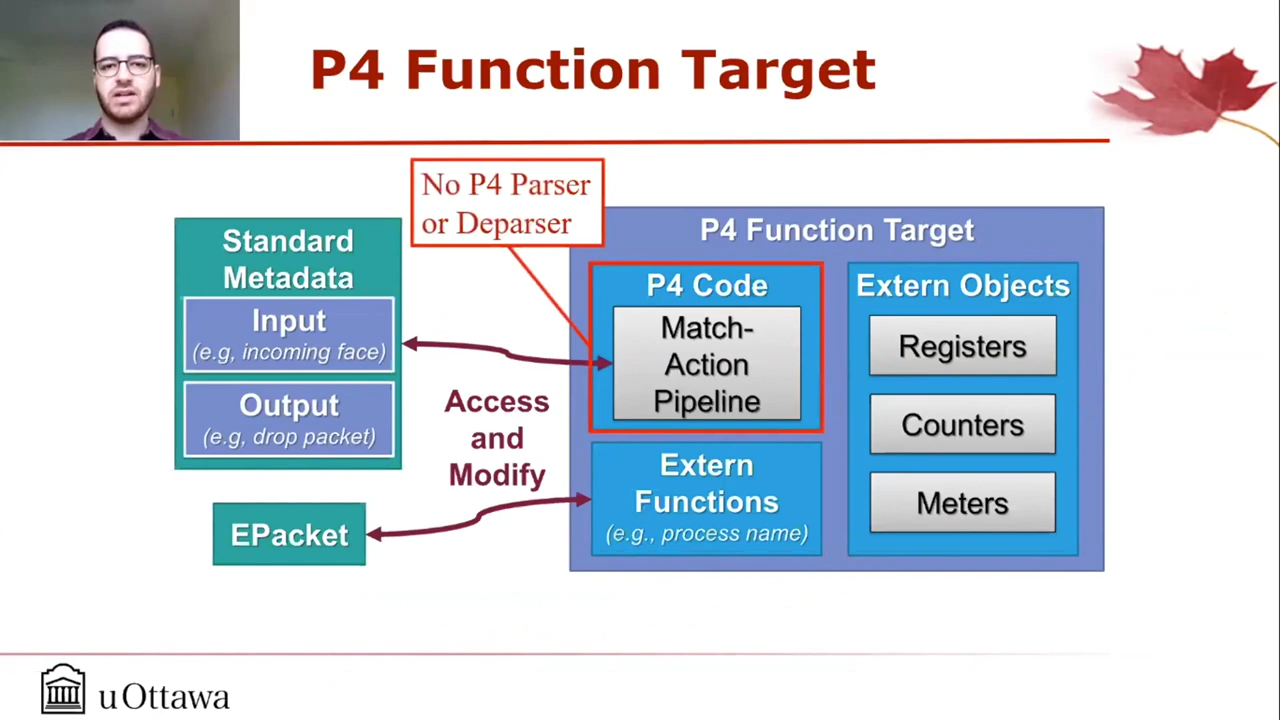 P4 Function Target
No P4 Parser
or Deparser
Standard
Metadata
Input
(e.g, incoming face)
Output
(e.g, drop packet)
EPacket
Access
and
Modify
P4 Function Target
P4 Code
Match-
Action
Pipeline
Extern
Functions
(e.g., process name)
Extern Objects
Registers
Counters
Meters
uOttawa